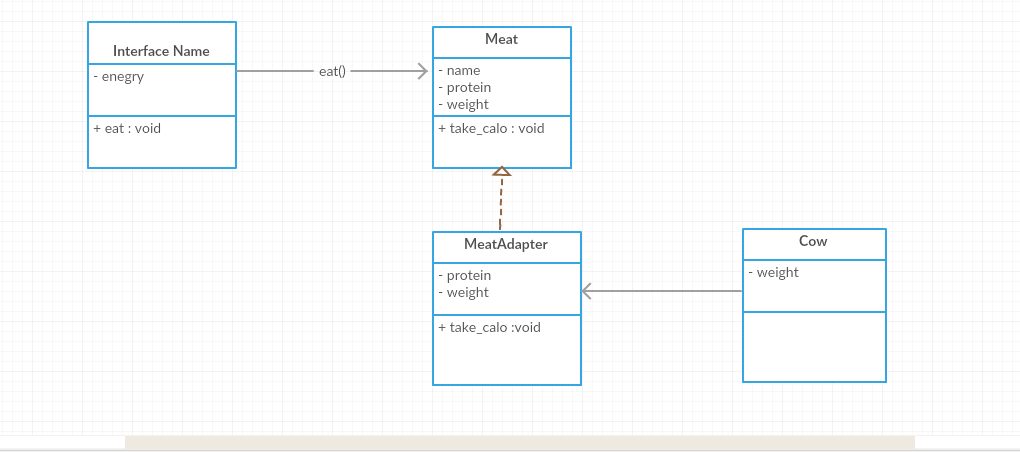 Interface Name
- enegry
+ eat : void
eat()
Meat
- name
- protein
- weight
+ take_calo : void
MeatAdapter
- protein
- weight
+ take_calo :void
Cow
- weight